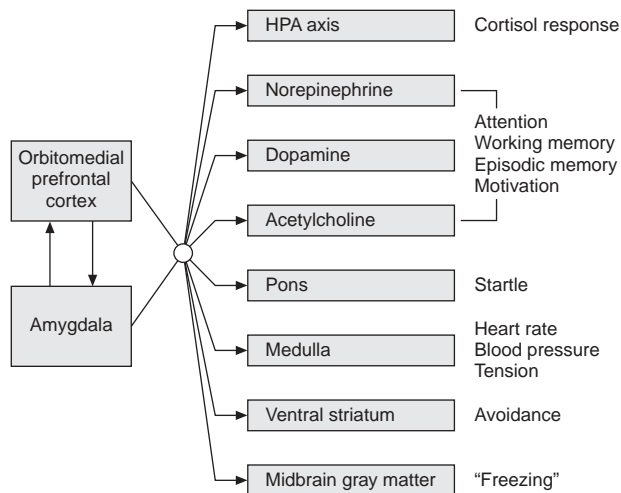 HPA axis
Cortisol response
Norepinephrine
Attention
Working memory
Episodic memory
Motivation
Orbitomedial
prefrontal
cortex
Dopamine
Acetylcholine
Amygdala
Pons
Startle
Medulla
Heart rate
Blood pressure
Tension
Ventral striatum
Avoidance
Midbrain gray matter
“Freezing”